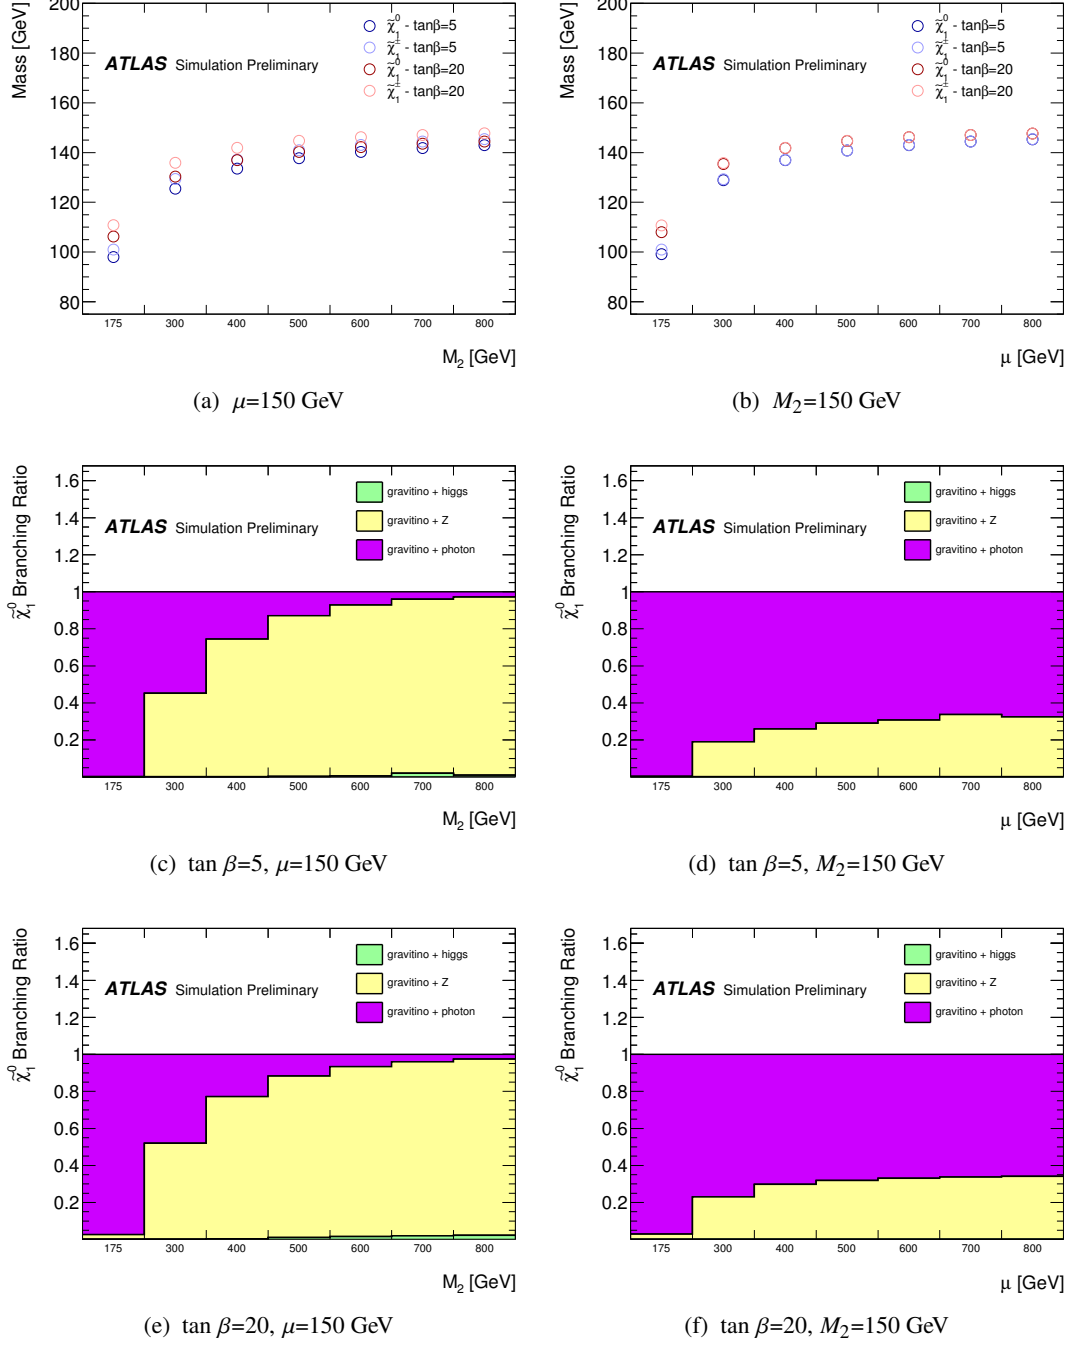 Mass [GeV]
200
180
160
140
120
100
80
ATLAS Simulation Preliminary
χ̃⁰₁ - tanβ=5
χ̃±₁ - tanβ=5
χ̃⁰₁ - tanβ=20
χ̃±₁ - tanβ=20
175 300 400 500 600 700 800
M₂ [GeV]
(a) μ=150 GeV
Mass [GeV]
200
180
160
140
120
100
80
ATLAS Simulation Preliminary
χ̃⁰₁ - tanβ=5
χ̃±₁ - tanβ=5
χ̃⁰₁ - tanβ=20
χ̃±₁ - tanβ=20
175 300 400 500 600 700 800
μ [GeV]
(b) M₂=150 GeV
χ̃⁰₁ Branching Ratio
1.6
1.4
1.2
1
0.8
0.6
0.4
0.2
ATLAS Simulation Preliminary
gravitino + higgs
gravitino + Z
gravitino + photon
175 300 400 500 600 700 800
M₂ [GeV]
(c) tan β=5, μ=150 GeV
χ̃⁰₁ Branching Ratio
1.6
1.4
1.2
1
0.8
0.6
0.4
0.2
ATLAS Simulation Preliminary
gravitino + higgs
gravitino + Z
gravitino + photon
175 300 400 500 600 700 800
μ [GeV]
(d) tan β=5, M₂=150 GeV
χ̃⁰₁ Branching Ratio
1.6
1.4
1.2
1
0.8
0.6
0.4
0.2
ATLAS Simulation Preliminary
gravitino + higgs
gravitino + Z
gravitino + photon
175 300 400 500 600 700 800
M₂ [GeV]
(e) tan β=20, μ=150 GeV
χ̃⁰₁ Branching Ratio
1.6
1.4
1.2
1
0.8
0.6
0.4
0.2
ATLAS Simulation Preliminary
gravitino + higgs
gravitino + Z
gravitino + photon
175 300 400 500 600 700 800
μ [GeV]
(f) tan β=20, M₂=150 GeV